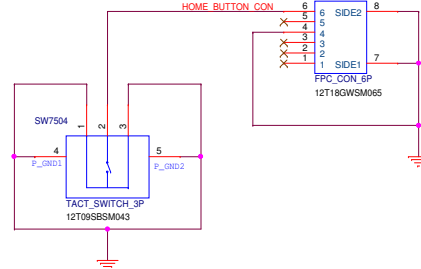 HOME_BUTTON_CON
6
5
4
3
2
1
6
5
4
3
2
1
SIDE2
SIDE1
8
7
FPC_CON_6P
12T18GWSM065
SW7504
1
2
3
4
5
P_GND1
P_GND2
TACT_SWITCH_3P
12T09SBSM043